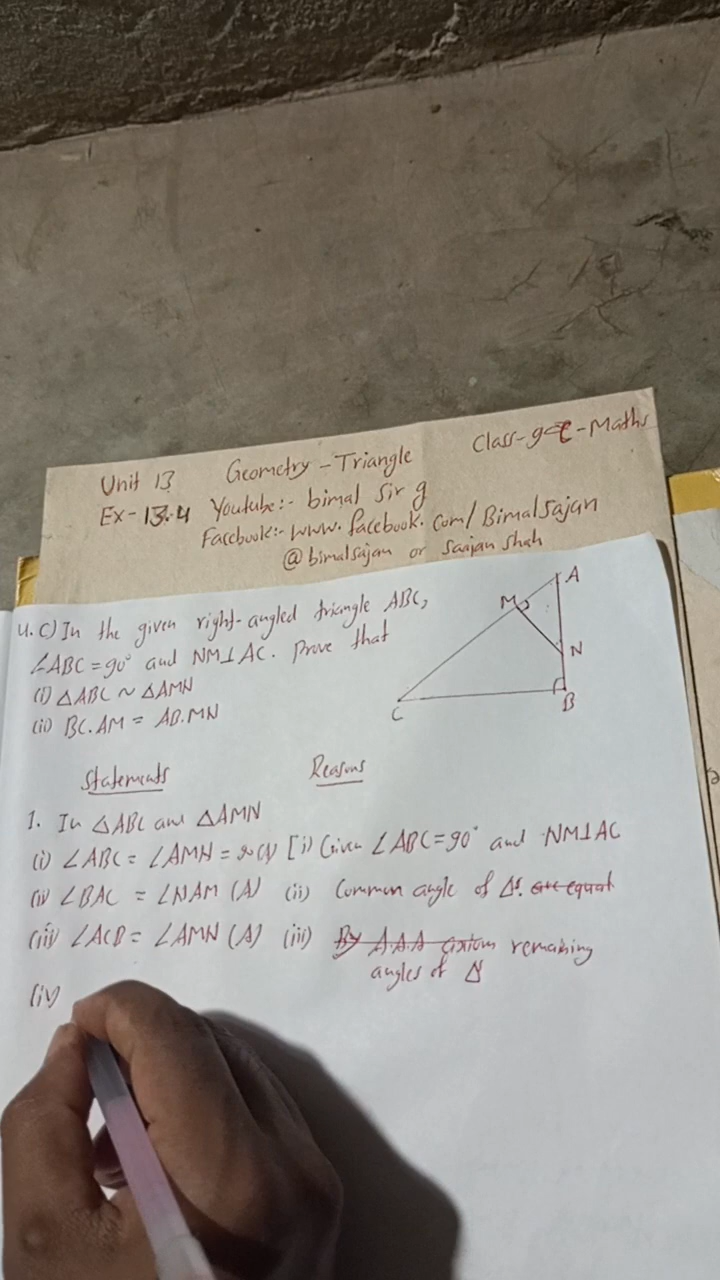 Unit 13 Geometry - Triangle Class-9 - Maths
Ex-13.4 Youtube:- bimal sir g
Facebook:- www.facebook.com/Bimalsajan
@bimalsajan or Saajan Shah
4. c) In the given right-angled triangle ABC,
∠ABC = 90° and NM⊥AC. Prove that
(i) △ABC ~ △AMN
(ii) BC.AM = AB.MN
A
M
N
B
C
Statements Reasons
1. In △ABC and △AMN
(i) ∠ABC = ∠AMN = 90° (A) (i) Given ∠ABC = 90° and NM⊥AC
(ii) ∠BAC = ∠NAM (A) (ii) Common angle of △s. are equal
(iii) ∠ACB = ∠AMN (A) (iii) By A.A.A axiom remaining
angles of △s
(iv)